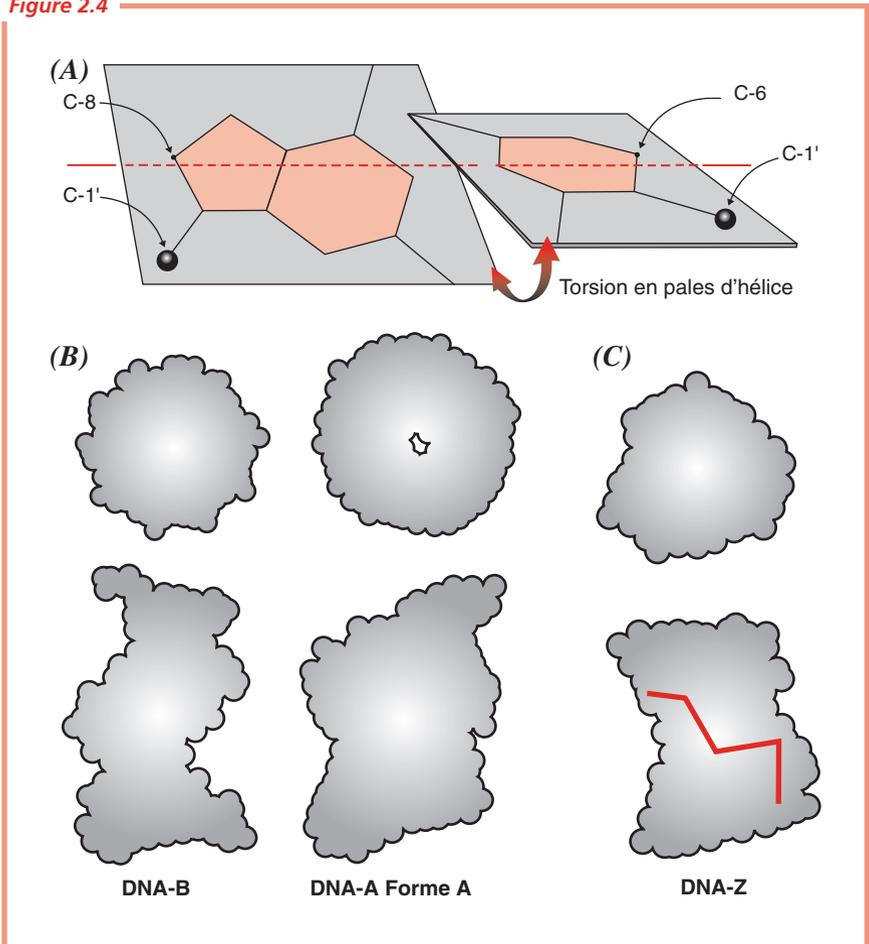 Figure 2.4
(A)
C-8
C-6
C-1'
C-1'
Torsion en pales d’hélice
(B)
(C)
DNA-B
DNA-A Forme A
DNA-Z